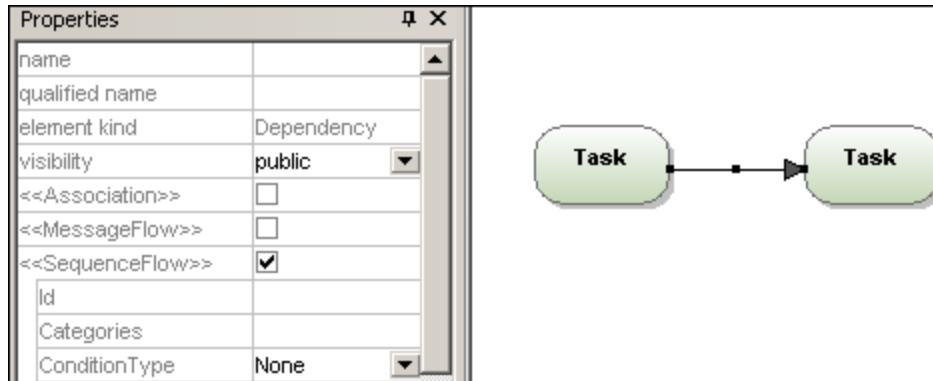 Properties
name
qualified name
element kind Dependency
visibility public
<<Association>>
<<MessageFlow>>
<<SequenceFlow>>
Id
Categories
ConditionType None
Task Task